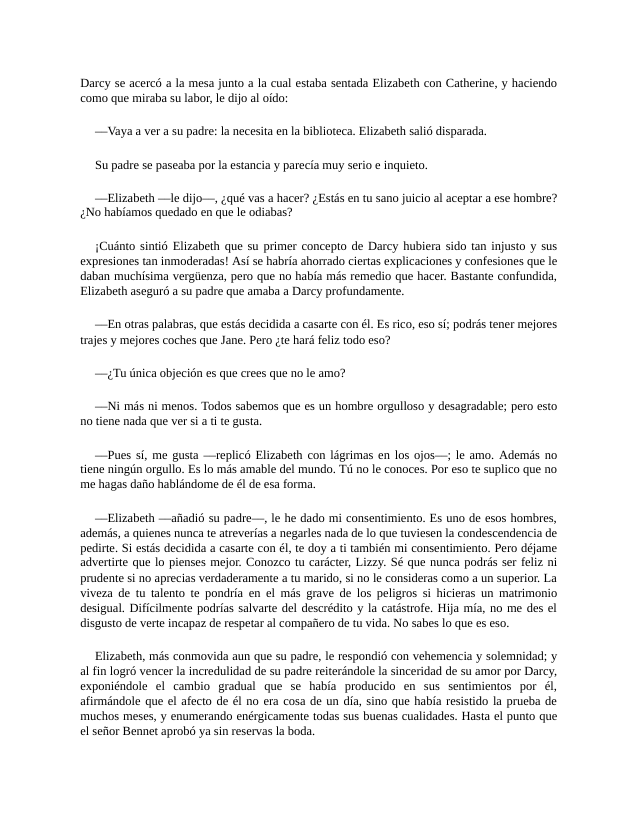 Darcy se acercó a la mesa junto a la cual estaba sentada Elizabeth con Catherine, y haciendo
como que miraba su labor, le dijo al oído:
—Vaya a ver a su padre: la necesita en la biblioteca. Elizabeth salió disparada.
Su padre se paseaba por la estancia y parecía muy serio e inquieto.
—Elizabeth —le dijo—, ¿qué vas a hacer? ¿Estás en tu sano juicio al aceptar a ese hombre?
¿No habíamos quedado en que le odiabas?
¡Cuánto sintió Elizabeth que su primer concepto de Darcy hubiera sido tan injusto y sus
expresiones tan inmoderadas! Así se habría ahorrado ciertas explicaciones y confesiones que le
daban muchísima vergüenza, pero que no había más remedio que hacer. Bastante confundida,
Elizabeth aseguró a su padre que amaba a Darcy profundamente.
—En otras palabras, que estás decidida a casarte con él. Es rico, eso sí; podrás tener mejores
trajes y mejores coches que Jane. Pero ¿te hará feliz todo eso?
—¿Tu única objeción es que crees que no le amo?
—Ni más ni menos. Todos sabemos que es un hombre orgulloso y desagradable; pero esto
no tiene nada que ver si a ti te gusta.
—Pues sí, me gusta —replicó Elizabeth con lágrimas en los ojos—; le amo. Además no
tiene ningún orgullo. Es lo más amable del mundo. Tú no le conoces. Por eso te suplico que no
me hagas daño hablándome de él de esa forma.
—Elizabeth —añadió su padre—, le he dado mi consentimiento. Es uno de esos hombres,
además, a quienes nunca te atreverías a negarles nada de lo que tuviesen la condescendencia de
pedirte. Si estás decidida a casarte con él, te doy a ti también mi consentimiento. Pero déjame
advertirte que lo pienses mejor. Conozco tu carácter, Lizzy. Sé que nunca podrás ser feliz ni
prudente si no aprecias verdaderamente a tu marido, si no le consideras como a un superior. La
viveza de tu talento te pondría en el más grave de los peligros si hicieras un matrimonio
desigual. Difícilmente podrías salvarte del descrédito y la catástrofe. Hija mía, no me des el
disgusto de verte incapaz de respetar al compañero de tu vida. No sabes lo que es eso.
Elizabeth, más conmovida aun que su padre, le respondió con vehemencia y solemnidad; y
al fin logró vencer la incredulidad de su padre reiterándole la sinceridad de su amor por Darcy,
exponiéndole el cambio gradual que se había producido en sus sentimientos por él,
afirmándole que el afecto de él no era cosa de un día, sino que había resistido la prueba de
muchos meses, y enumerando enérgicamente todas sus buenas cualidades. Hasta el punto que
el señor Bennet aprobó ya sin reservas la boda.